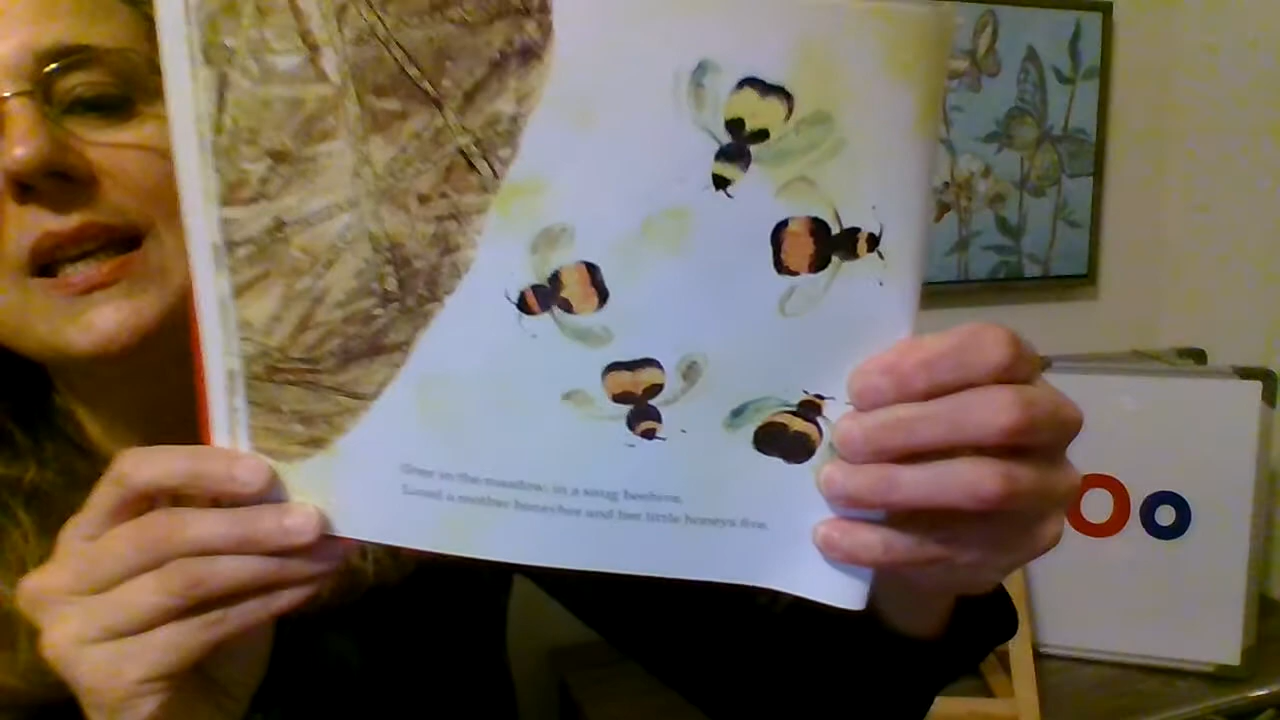 Over in the meadow, in a snug beehive,
Lived a mother honeybee and her little honeys five.
Oo